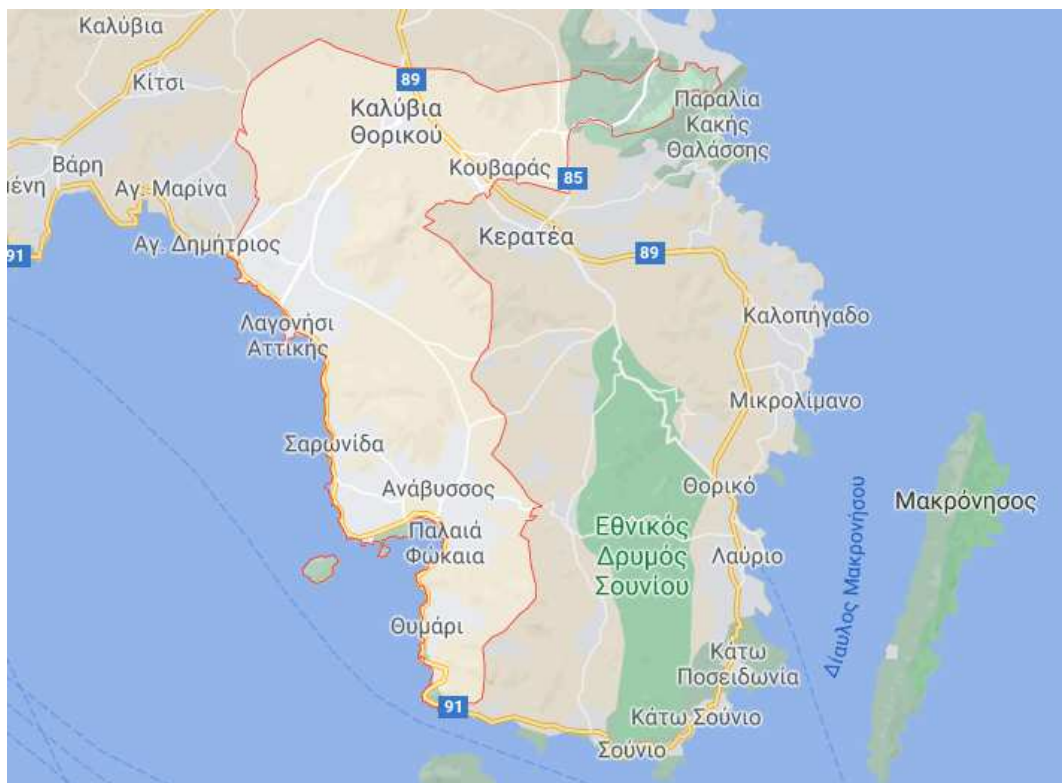 Καλύβια
Κίτσι
89
Καλύβια
Θορικού
Παραλία
Κακής
Θαλάσσης
Βάρη
Κουβαράς
85
Αγ. Μαρίνα
Αγ. Δημήτριος
91
Κερατέα
89
Λαγονήσι
Αττικής
Καλοπήγαδο
Μικρολίμανο
Σαρωνίδα
Ανάβυσσος
Θορικό
Μακρόνησος
Παλαιά
Φώκαια
Εθνικός
Δρυμός
Σουνίου
Λαύριο
Δίαυλος Μακρονήσου
Θυμάρι
Κάτω
Ποσειδωνία
91
Κάτω Σούνιο
Σούνιο